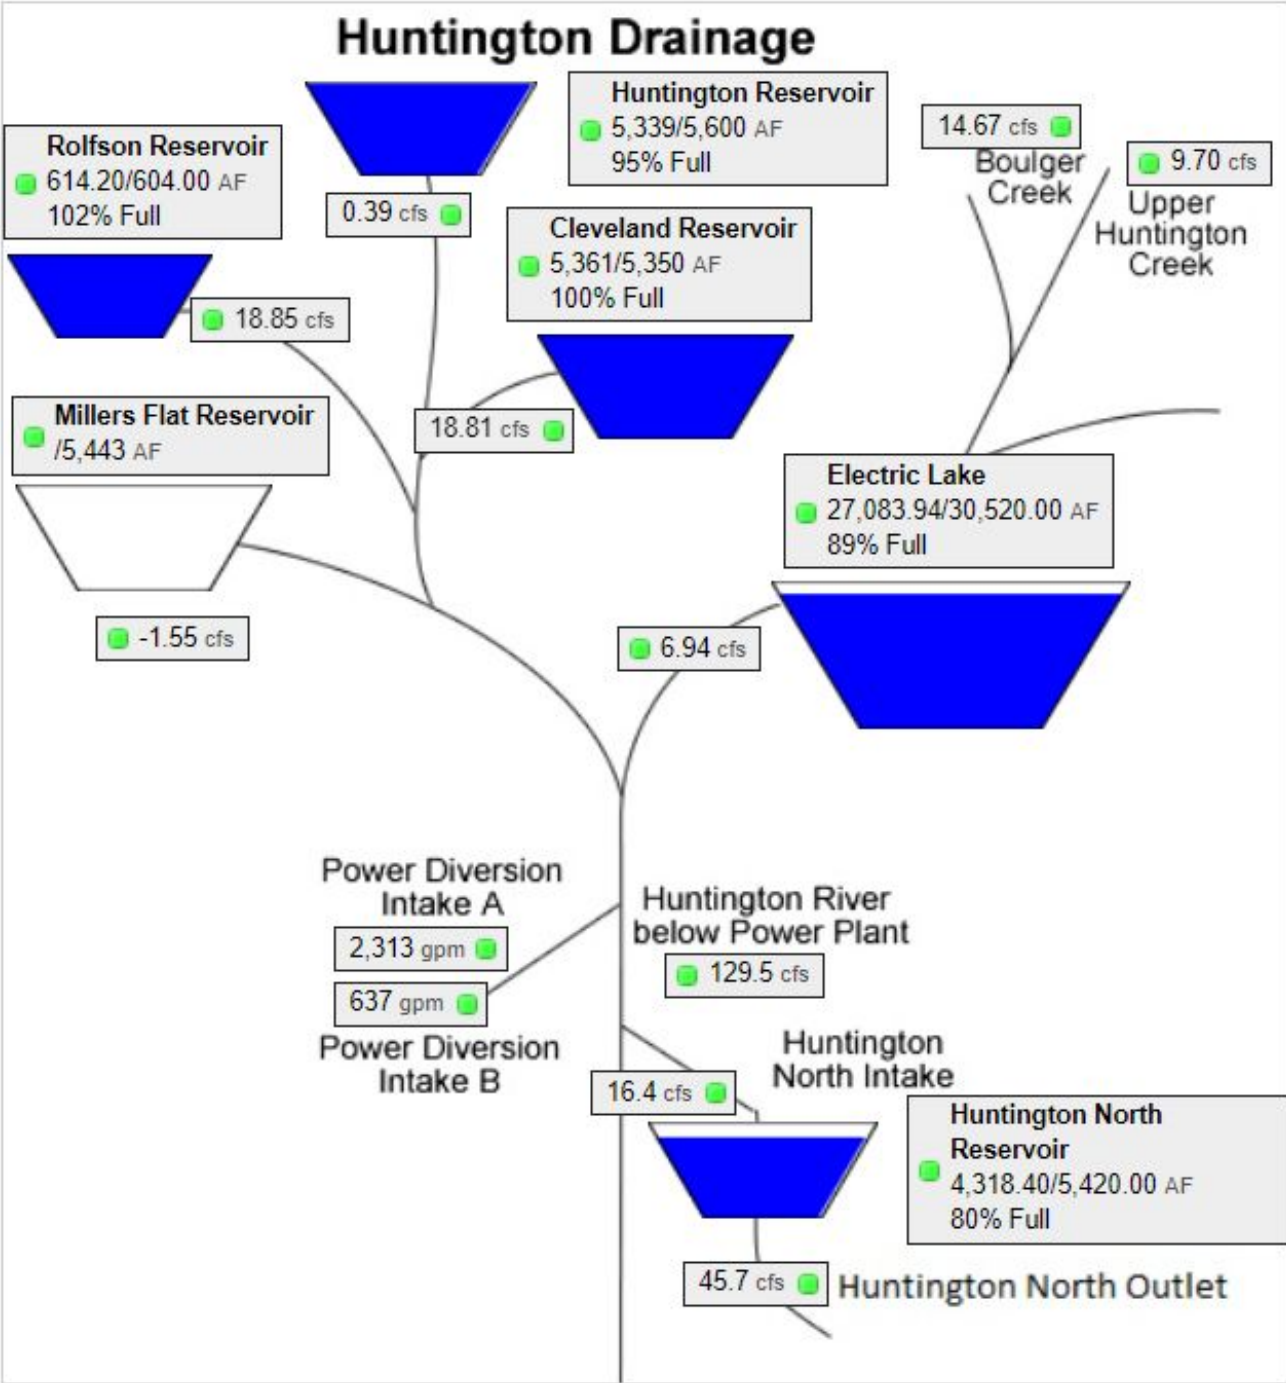 Huntington Drainage
Huntington Reservoir
5,339/5,600 AF
95% Full
Rolfson Reservoir
614.20/604.00 AF
102% Full
0.39 cfs
14.67 cfs
Boulger
Creek
9.70 cfs
Upper
Huntington
Creek
Cleveland Reservoir
5,361/5,350 AF
100% Full
18.85 cfs
Millers Flat Reservoir
/5,443 AF
18.81 cfs
Electric Lake
27,083.94/30,520.00 AF
89% Full
-1.55 cfs
6.94 cfs
Power Diversion
Intake A
2,313 gpm
637 gpm
Power Diversion
Intake B
Huntington River
below Power Plant
129.5 cfs
Huntington
North Intake
16.4 cfs
Huntington North
Reservoir
4,318.40/5,420.00 AF
80% Full
45.7 cfs
Huntington North Outlet